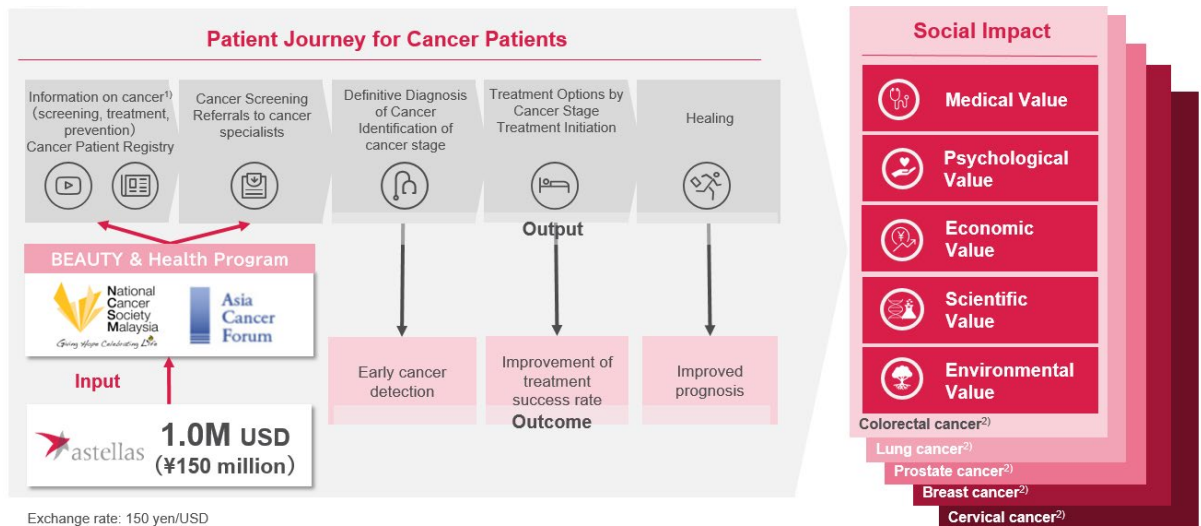 Patient Journey for Cancer Patients
Information on cancer1)
(screening, treatment,
prevention)
Cancer Patient Registry
Cancer Screening
Referrals to cancer
specialists
Definitive Diagnosis
of Cancer
Identification of
cancer stage
Treatment Options by
Cancer Stage
Treatment Initiation
Healing
Output
BEAUTY & Health Program
National
Cancer
Society
Malaysia
Giving Hope Celebrating Life
Asia
Cancer
Forum
Input
astellas
1.0M USD
(¥150 million)
Early cancer
detection
Improvement of
treatment
success rate
Improved
prognosis
Outcome
Exchange rate: 150 yen/USD
Social Impact
Medical Value
Psychological
Value
Economic
Value
Scientific
Value
Environmental
Value
Colorectal cancer2)
Lung cancer2)
Prostate cancer2)
Breast cancer2)
Cervical cancer2)